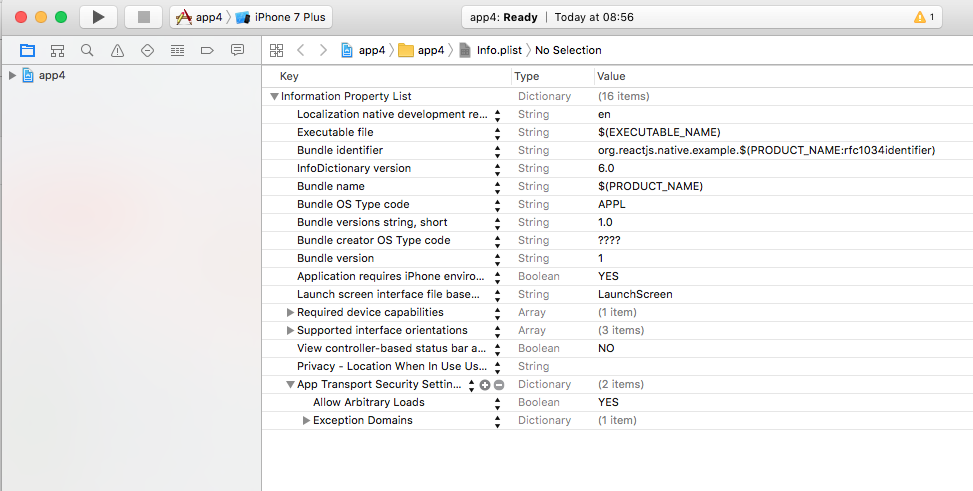 app4 〉 iPhone 7 Plus
app4: Ready | Today at 08:56
1
app4 〉 app4 〉 Info.plist 〉 No Selection
app4
Key Type Value
Information Property List Dictionary (16 items)
Localization native development re... String en
Executable file String $(EXECUTABLE_NAME)
Bundle identifier String org.reactjs.native.example.$(PRODUCT_NAME:rfc1034identifier)
InfoDictionary version String 6.0
Bundle name String $(PRODUCT_NAME)
Bundle OS Type code String APPL
Bundle versions string, short String 1.0
Bundle creator OS Type code String ????
Bundle version String 1
Application requires iPhone enviro... Boolean YES
Launch screen interface file base... String LaunchScreen
Required device capabilities Array (1 item)
Supported interface orientations Array (3 items)
View controller-based status bar a... Boolean NO
Privacy - Location When In Use Us... String
App Transport Security Settin... Dictionary (2 items)
Allow Arbitrary Loads Boolean YES
Exception Domains Dictionary (1 item)